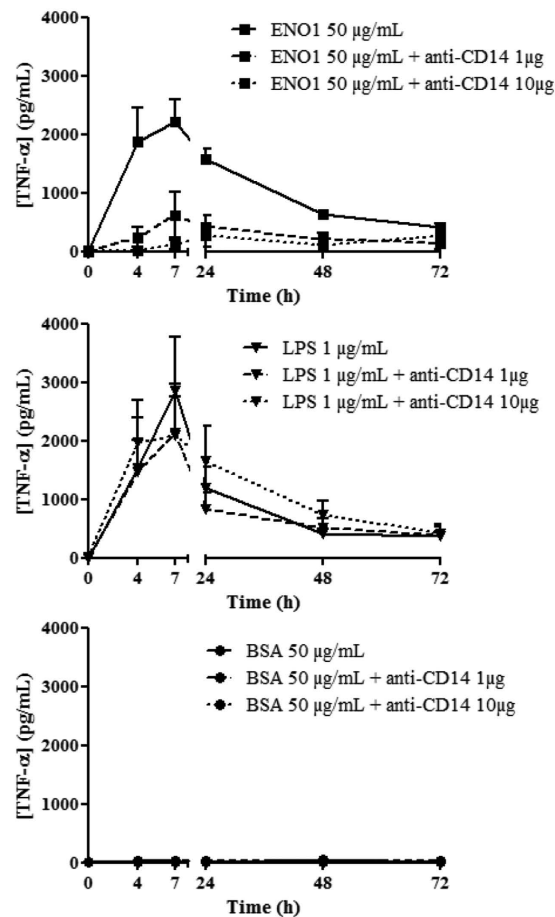 4000
3000
2000
1000
0
[TNF-α] (pg/mL)
ENO1 50 µg/mL
ENO1 50 µg/mL + anti-CD14 1µg
ENO1 50 µg/mL + anti-CD14 10µg
0 4 7 24 48 72
Time (h)
4000
3000
2000
1000
0
[TNF-α] (pg/mL)
LPS 1 µg/mL
LPS 1 µg/mL + anti-CD14 1µg
LPS 1 µg/mL + anti-CD14 10µg
0 4 7 24 48 72
Time (h)
4000
3000
2000
1000
0
[TNF-α] (pg/mL)
BSA 50 µg/mL
BSA 50 µg/mL + anti-CD14 1µg
BSA 50 µg/mL + anti-CD14 10µg
0 4 7 24 48 72
Time (h)